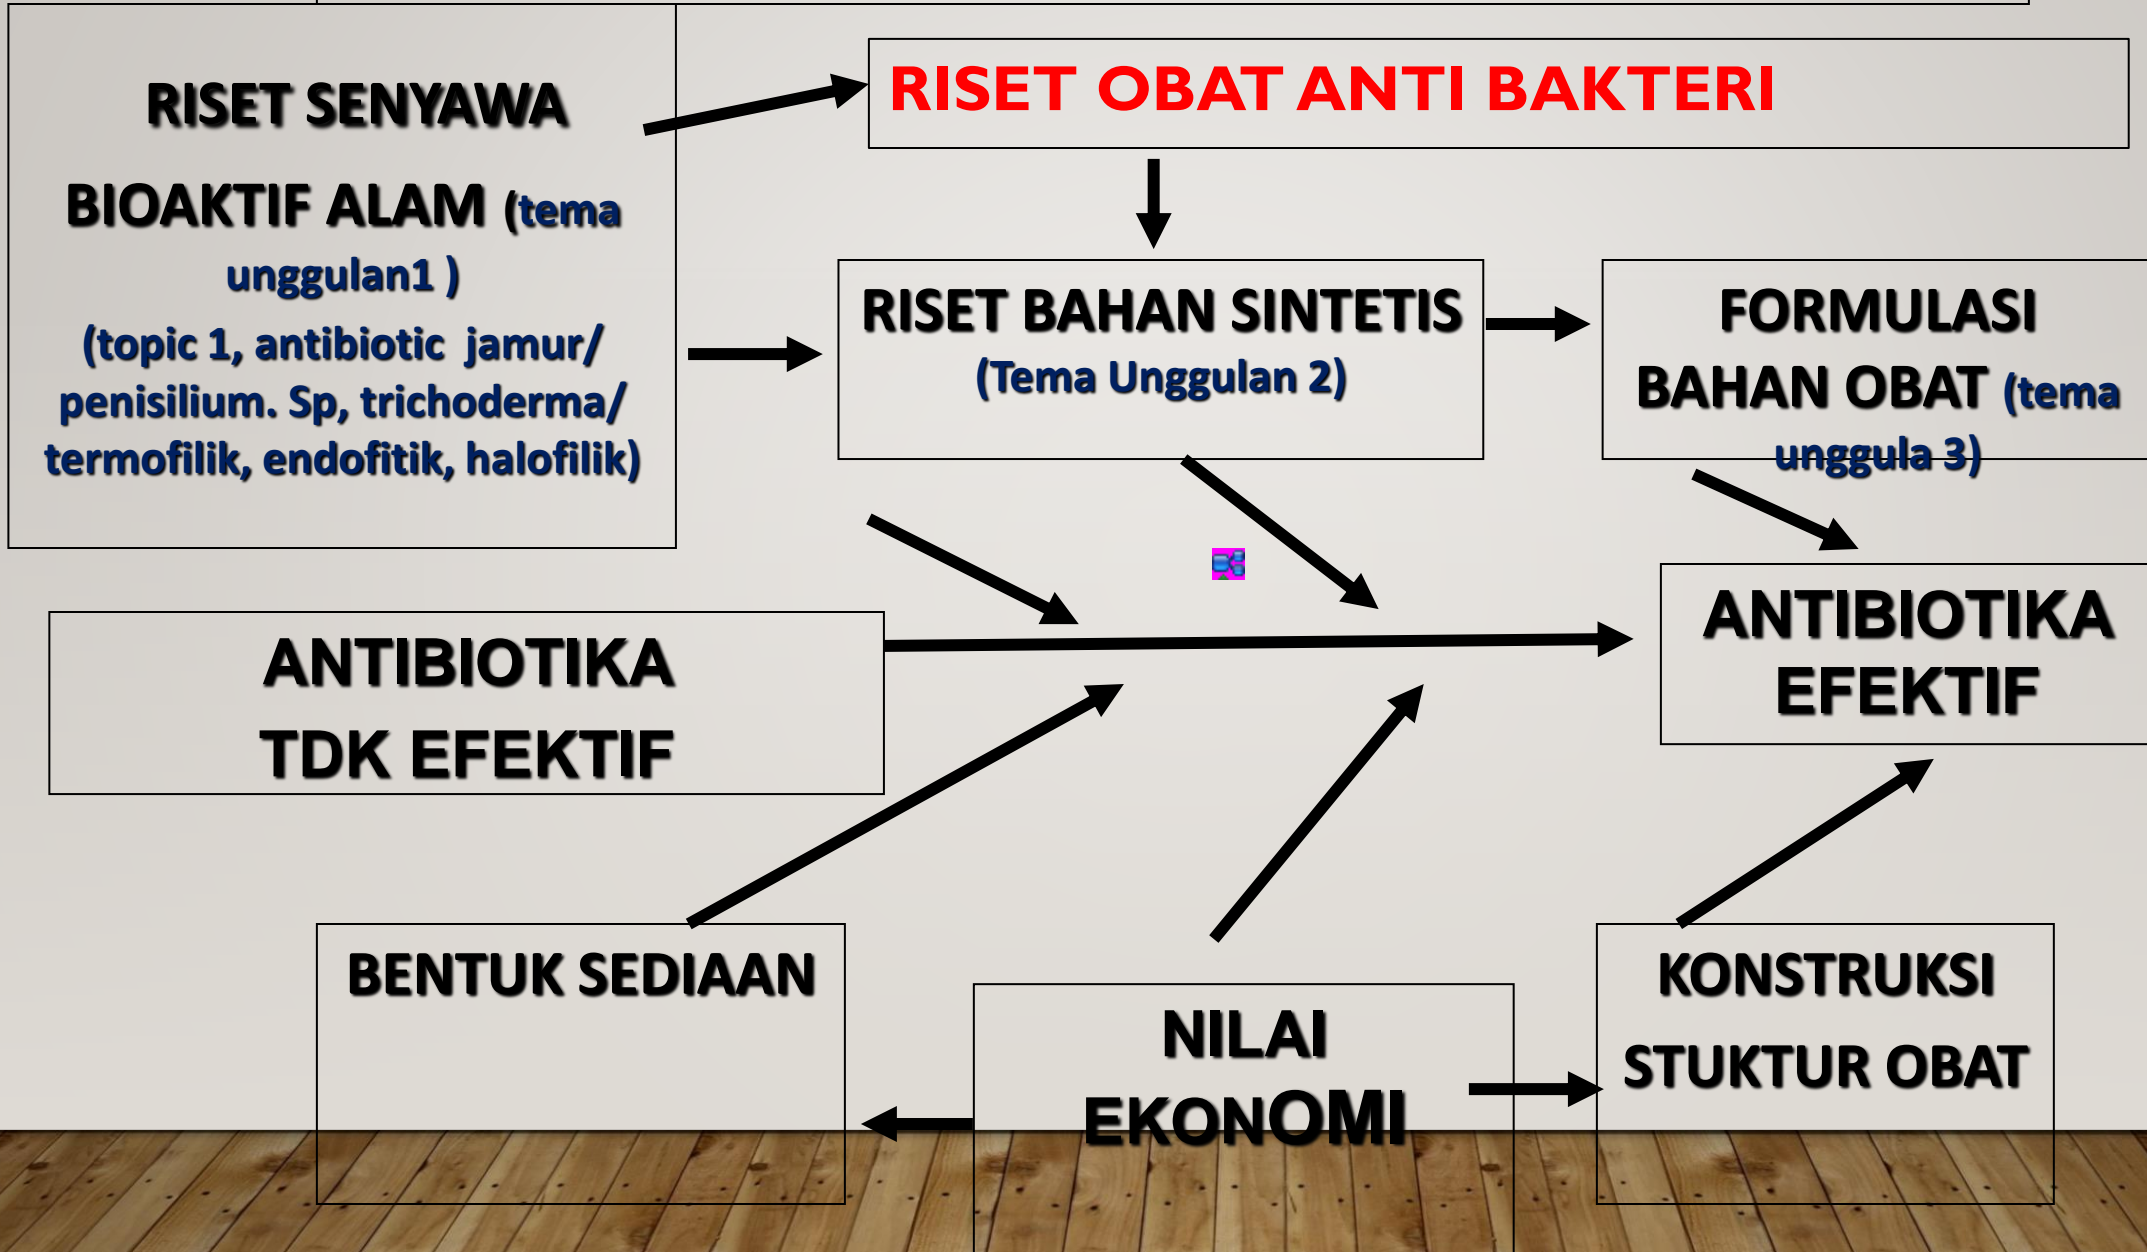 RISET SENYAWA
BIOAKTIF ALAM (tema
unggulan1 )
(topic 1, antibiotic jamur/
penisilium. Sp, trichoderma/
termofilik, endofitik, halofilik)
RISET OBAT ANTI BAKTERI
RISET BAHAN SINTETIS
(Tema Unggulan 2)
FORMULASI
BAHAN OBAT (tema
unggula 3)
ANTIBIOTIKA
TDK EFEKTIF
ANTIBIOTIKA
EFEKTIF
BENTUK SEDIAAN
NILAI
EKONOMI
KONSTRUKSI
STUKTUR OBAT